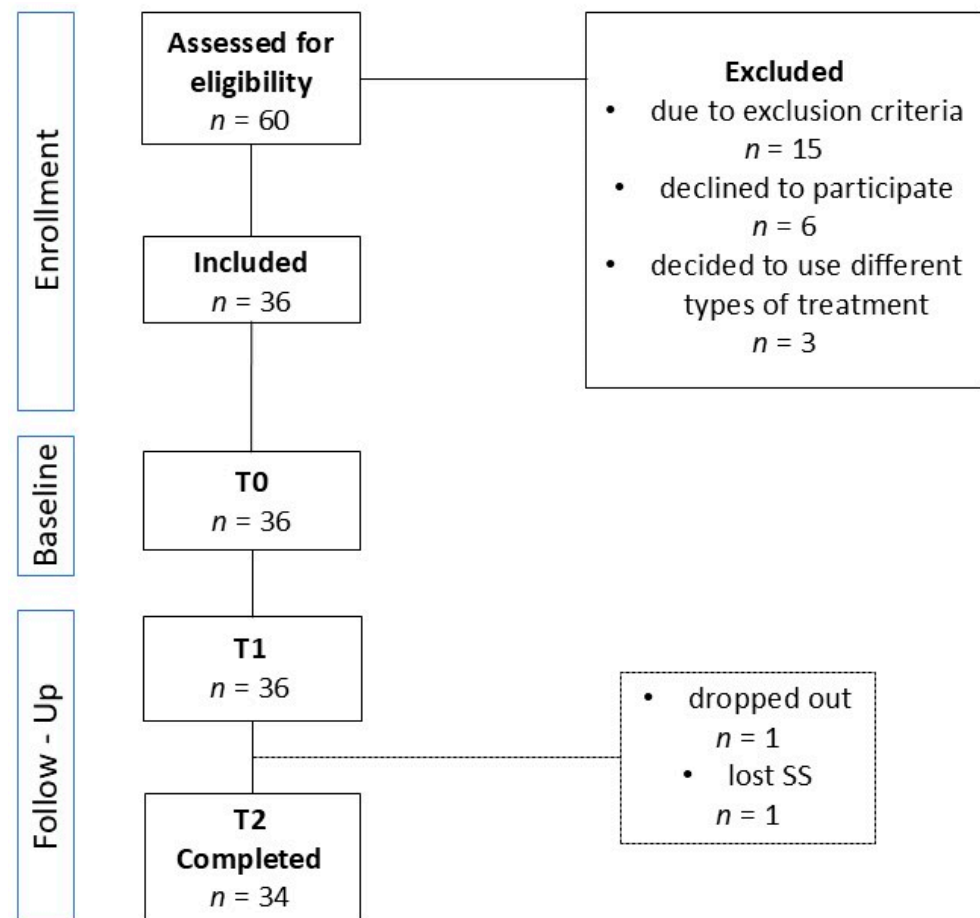 Enrollment
Assessed for
eligibility
n = 60
Excluded
• due to exclusion criteria
n = 15
• declined to participate
n = 6
• decided to use different
types of treatment
n = 3
Included
n = 36
Baseline
T0
n = 36
Follow - Up
T1
n = 36
• dropped out
n = 1
• lost SS
n = 1
T2
Completed
n = 34